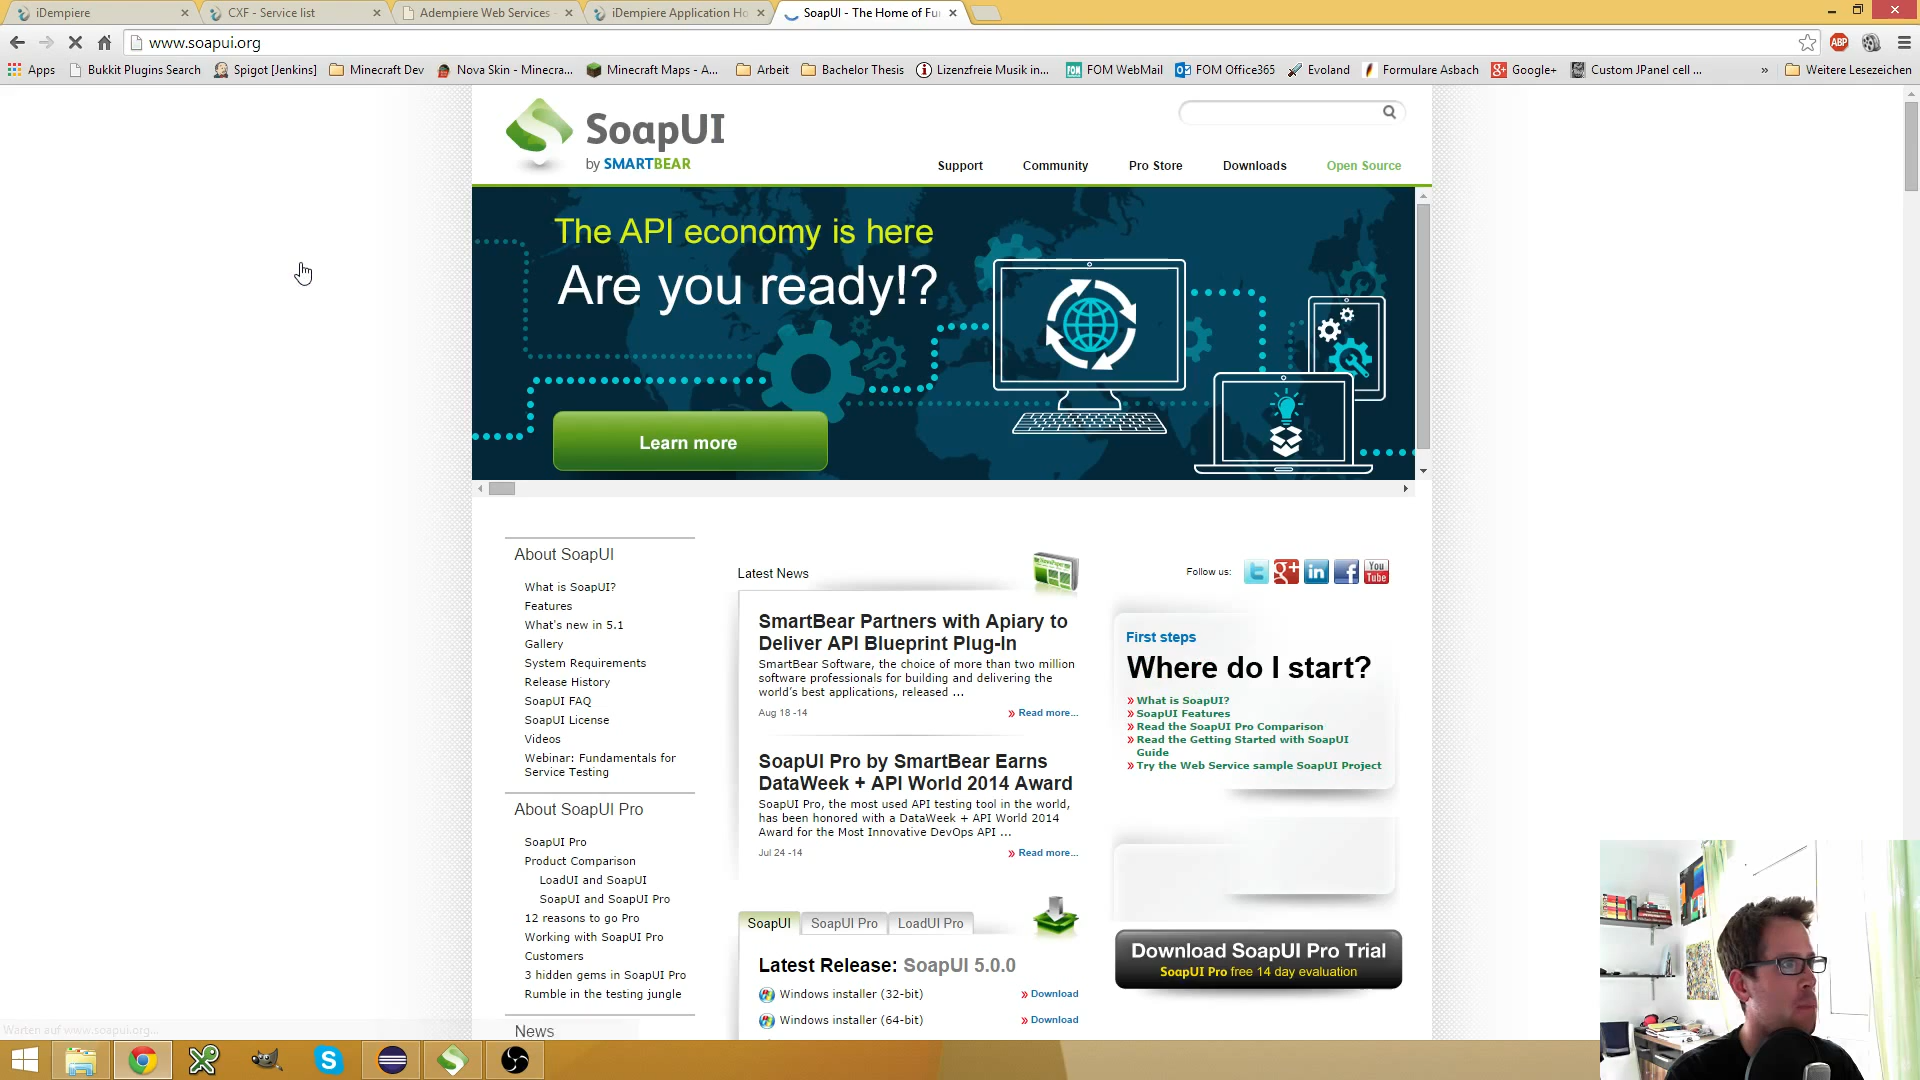 iDempiere
CXF - Service list
Adempiere Web Services -
iDempiere Application Ho
SoapUI - The Home of Fu
www.soapui.org
Apps
Bukkit Plugins Search
Spigot [Jenkins]
Minecraft Dev
Nova Skin - Minecra...
Minecraft Maps - A...
Arbeit
Bachelor Thesis
Lizenzfreie Musik in...
FOM WebMail
FOM Office365
Evoland
Formulare Asbach
Google+
Custom JPanel cell ...
»
Weitere Lesezeichen
SoapUI
by SMARTBEAR
Support
Community
Pro Store
Downloads
Open Source
The API economy is here
Are you ready!?
Learn more
About SoapUI
What is SoapUI?
Features
What's new in 5.1
Gallery
System Requirements
Release History
SoapUI FAQ
SoapUI License
Videos
Webinar: Fundamentals for
Service Testing
About SoapUI Pro
SoapUI Pro
Product Comparison
LoadUI and SoapUI
SoapUI and SoapUI Pro
12 reasons to go Pro
Working with SoapUI Pro
Customers
3 hidden gems in SoapUI Pro
Rumble in the testing jungle
News
Latest News
SmartBear Partners with Apiary to
Deliver API Blueprint Plug-In
SmartBear Software, the choice of more than two million
software professionals for building and delivering the
world's best applications, released ...
Aug 18 -14
» Read more...
SoapUI Pro by SmartBear Earns
DataWeek + API World 2014 Award
SoapUI Pro, the most used API testing tool in the world,
has been honored with a DataWeek + API World 2014
Award for the Most Innovative DevOps API ...
Jul 24 -14
» Read more...
SoapUI
SoapUI Pro
LoadUI Pro
Latest Release: SoapUI 5.0.0
Windows installer (32-bit)
» Download
Windows installer (64-bit)
» Download
Follow us:
You
Tube
First steps
Where do I start?
» What is SoapUI?
» SoapUI Features
» Read the SoapUI Pro Comparison
» Read the Getting Started with SoapUI
Guide
» Try the Web Service sample SoapUI Project
Download SoapUI Pro Trial
SoapUI Pro free 14 day evaluation
Warten auf www.soapui.org...